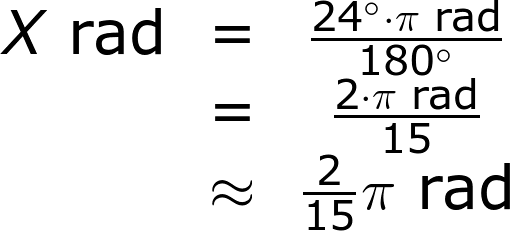 X rad = 24°·π rad / 180°
= 2·π rad / 15
≈ 2/15 π rad